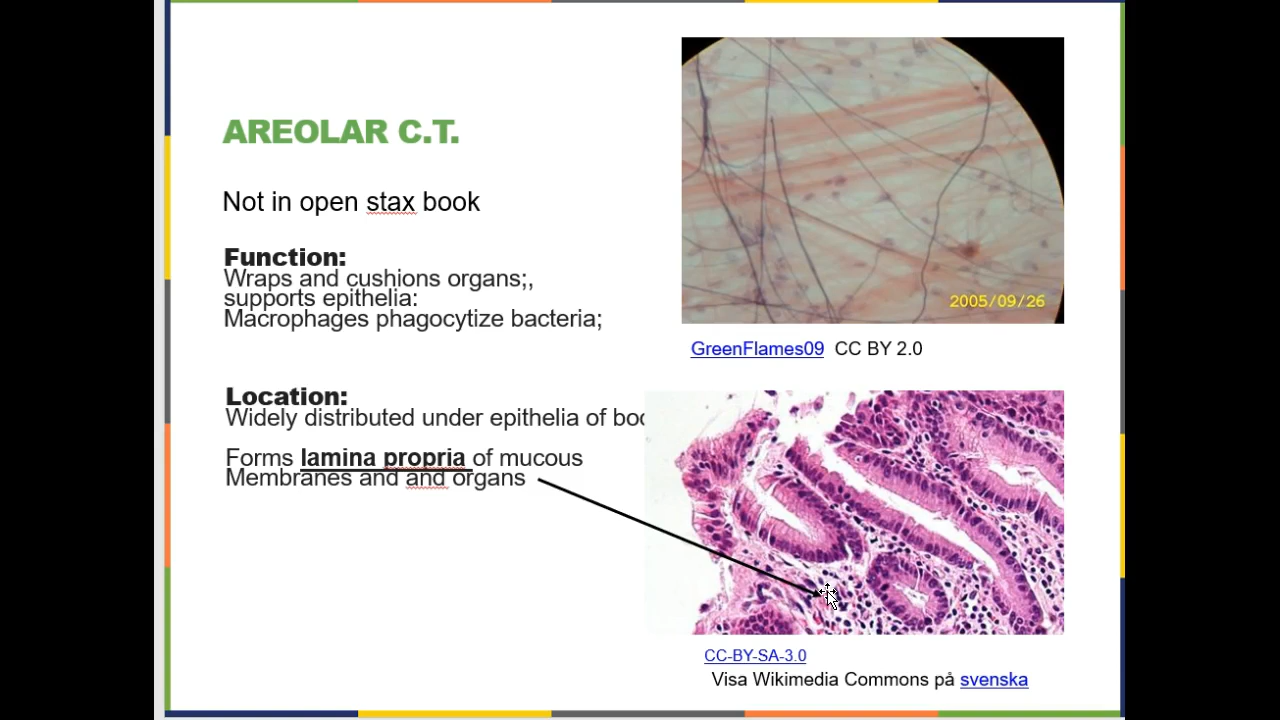 AREOLAR C.T.
Not in open stax book
Function:
Wraps and cushions organs;,
supports epithelia:
Macrophages phagocytize bacteria;
Location:
Widely distributed under epithelia of
Forms lamina propria of mucous
Membranes and and organs
2005/09/26
GreenFlames09 CC BY 2.0
CC-BY-SA-3.0
Visa Wikimedia Commons på svenska